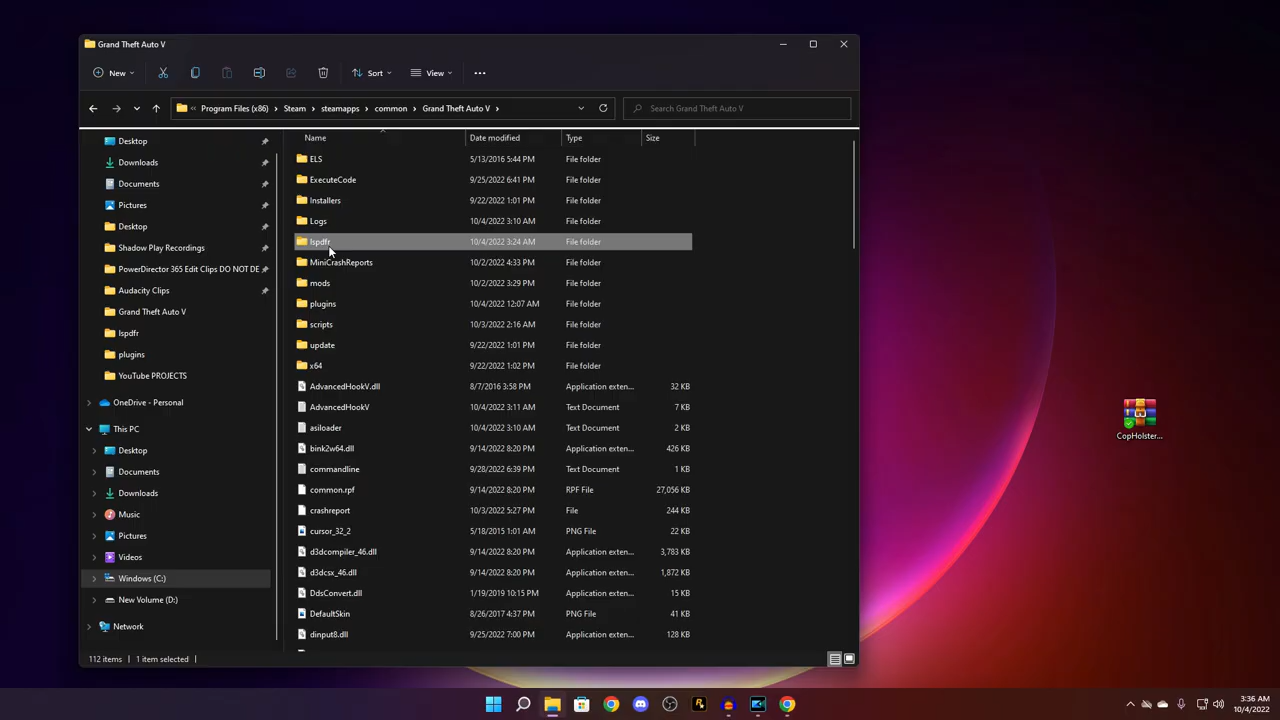 Grand Theft Auto V
New
Sort
View
Program Files (x86) > Steam > steamapps > common > Grand Theft Auto V >
Search Grand Theft Auto V
Desktop
Downloads
Documents
Pictures
Desktop
Shadow Play Recordings
PowerDirector 365 Edit Clips DO NOT DE
Audacity Clips
Grand Theft Auto V
lspdfr
plugins
YouTube PROJECTS
OneDrive - Personal
This PC
Desktop
Documents
Downloads
Music
Pictures
Videos
Windows (C:)
New Volume (D:)
Network
Name Date modified Type Size
ELS 5/13/2016 5:44 PM File folder
ExecuteCode 9/25/2022 6:41 PM File folder
Installers 9/22/2022 1:01 PM File folder
Logs 10/4/2022 3:10 AM File folder
lspdfr 10/4/2022 3:24 AM File folder
MiniCrashReports 10/2/2022 4:33 PM File folder
mods 10/2/2022 3:29 PM File folder
plugins 10/4/2022 12:07 AM File folder
scripts 10/3/2022 2:16 AM File folder
update 9/22/2022 1:01 PM File folder
x64 9/22/2022 1:02 PM File folder
AdvancedHookV.dll 8/7/2016 3:58 PM Application exten... 32 KB
AdvancedHookV 10/4/2022 3:11 AM Text Document 7 KB
asiloader 10/4/2022 3:10 AM Text Document 2 KB
bink2w64.dll 9/14/2022 8:20 PM Application exten... 426 KB
commandline 9/28/2022 6:39 PM Text Document 1 KB
common.rpf 9/14/2022 8:20 PM RPF File 27,056 KB
crashreport 10/3/2022 5:27 PM File 244 KB
cursor_32_2 5/18/2015 1:01 AM PNG File 22 KB
d3dcompiler_46.dll 9/14/2022 8:20 PM Application exten... 3,783 KB
d3dcsx_46.dll 9/14/2022 8:20 PM Application exten... 1,872 KB
DdsConvert.dll 1/19/2019 10:15 PM Application exten... 15 KB
DefaultSkin 8/26/2017 4:37 PM PNG File 41 KB
dinput8.dll 9/25/2022 7:00 PM Application exten... 128 KB
112 items 1 item selected
CopHolster...
3:36 AM
10/4/2022